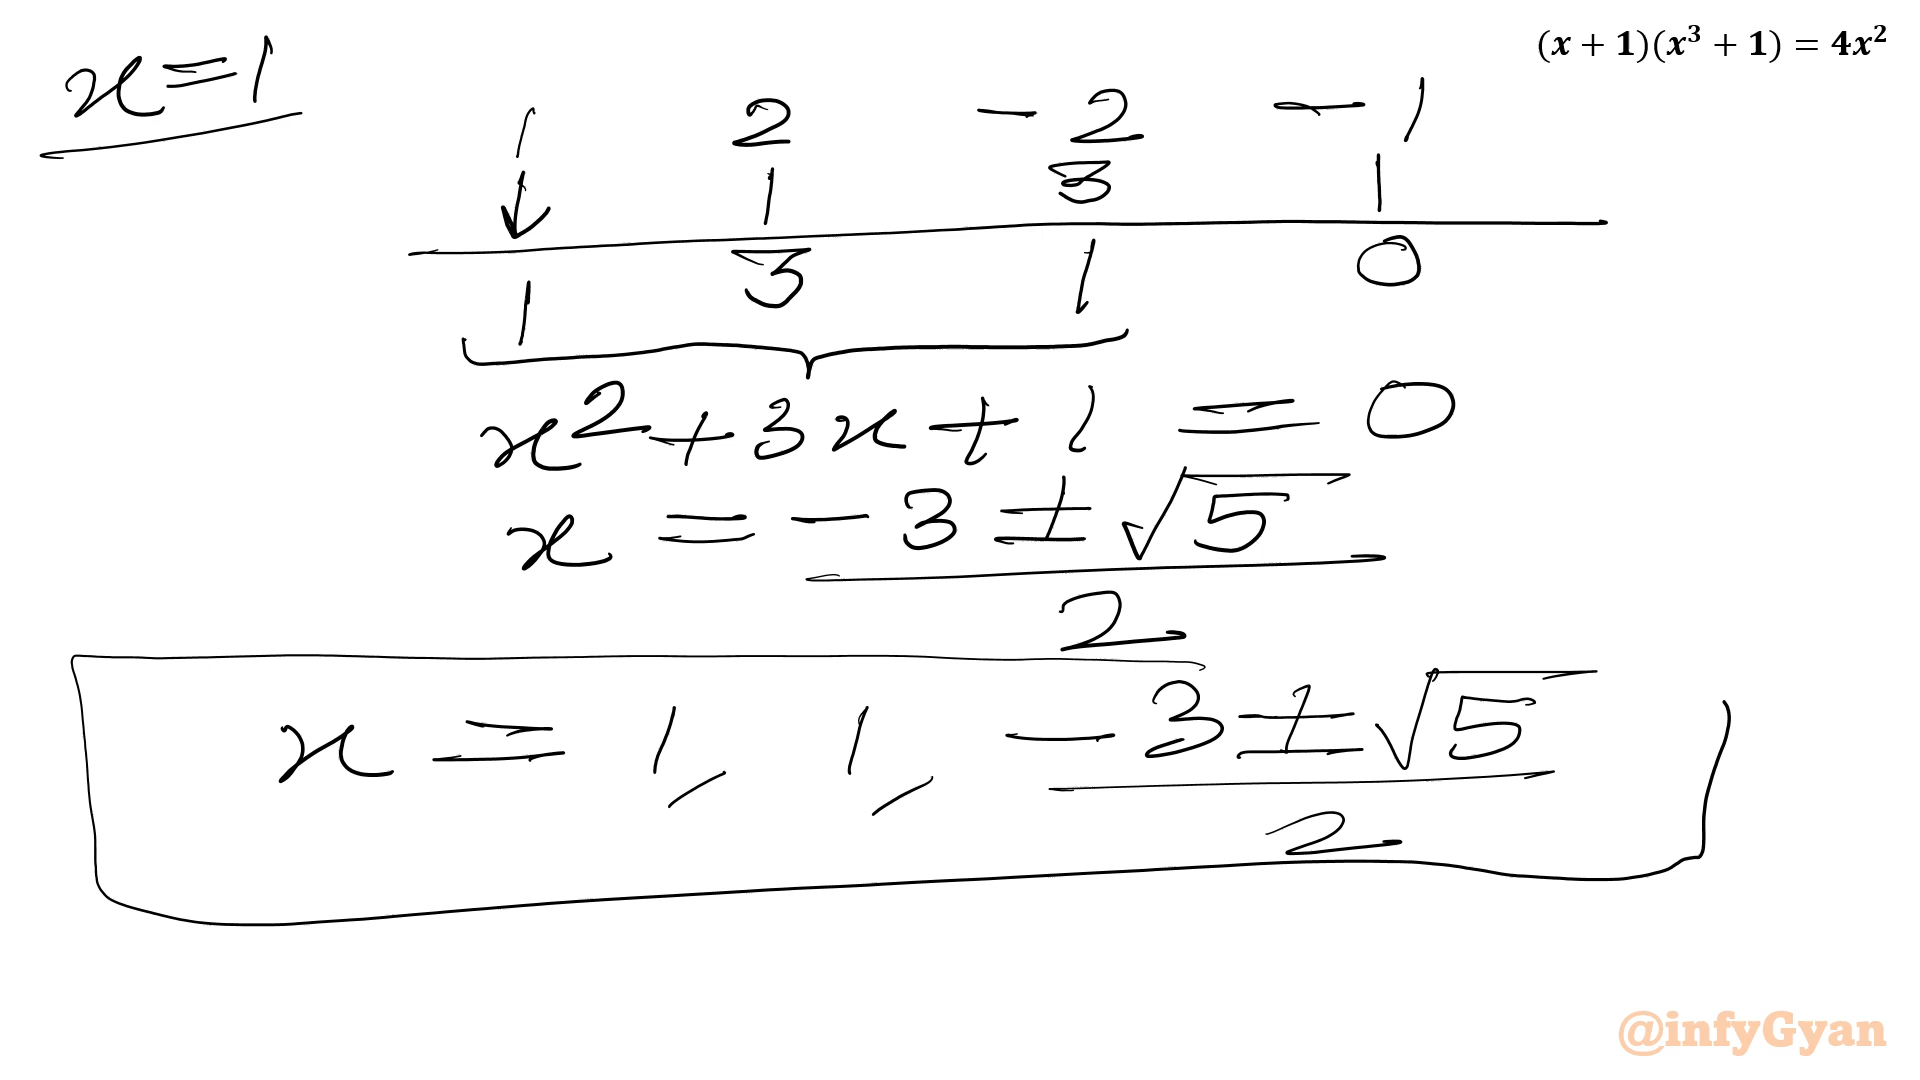 (x + 1)(x³ + 1) = 4x²
x = 1
1 2 -2 -1
↓ 1 3 1
1 3 1 0
x² + 3x + 1 = 0
x = (-3 ± √5)/2
x = 1, 1, (-3 ± √5)/2
@infyGyan